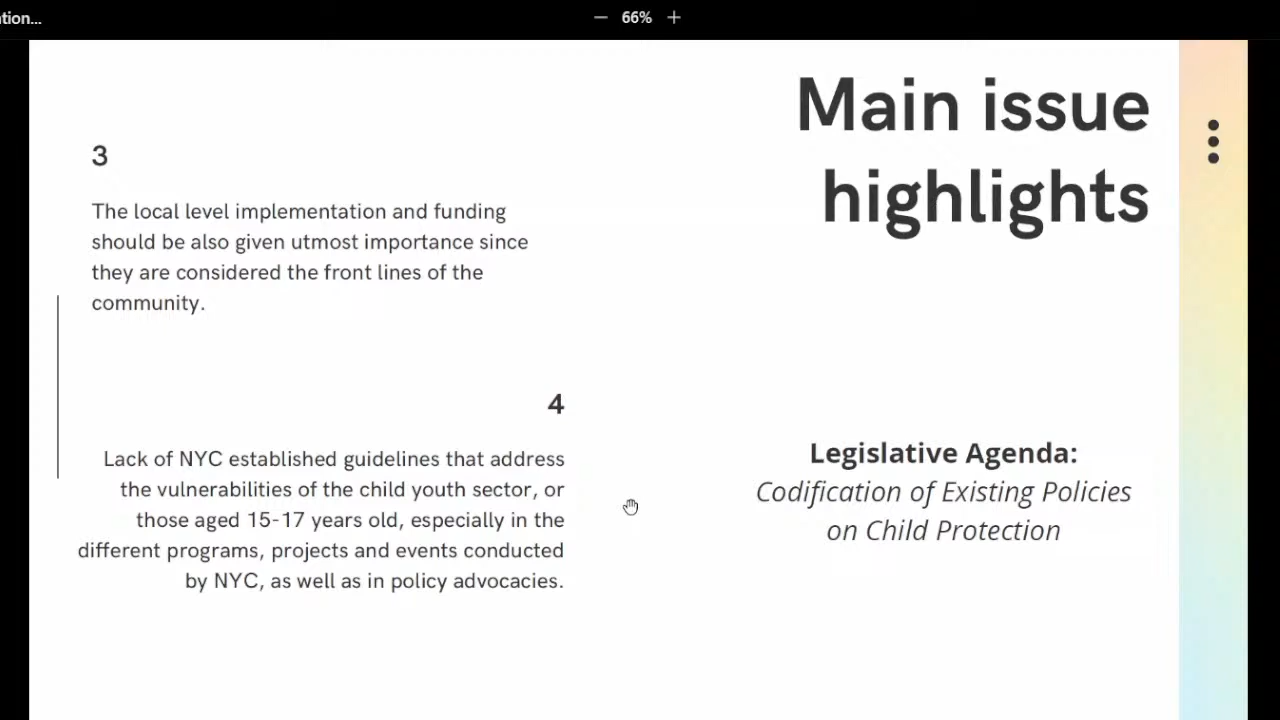 tion...
66%
Main issue
highlights
3
The local level implementation and funding
should be also given utmost importance since
they are considered the front lines of the
community.
4
Lack of NYC established guidelines that address
the vulnerabilities of the child youth sector, or
those aged 15-17 years old, especially in the
different programs, projects and events conducted
by NYC, as well as in policy advocacies.
Legislative Agenda:
Codification of Existing Policies
on Child Protection